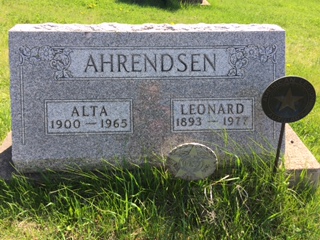 AHRENDSEN
ALTA
1900 — 1965
LEONARD
1893 — 1977